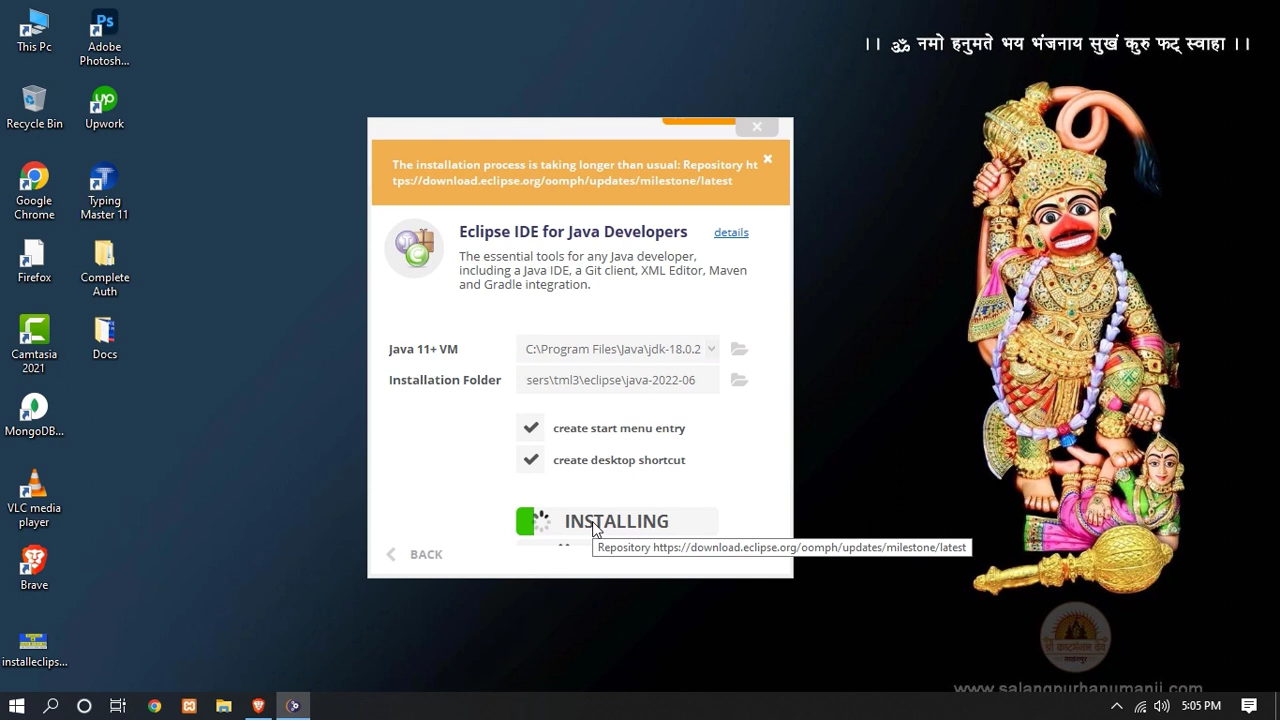 This Pc
Adobe
Photosh...
Recycle Bin
Upwork
Google
Chrome
Typing
Master 11
Firefox
Complete
Auth
Camtasia
2021
Docs
MongoDB...
VLC media
player
Brave
installeclips...
।। ॐ नमो हनुमते भय भंजनाय सुखं कुरु फट् स्वाहा ।।
The installation process is taking longer than usual: Repository ht
tps://download.eclipse.org/oomph/updates/milestone/latest
Eclipse IDE for Java Developers
details
The essential tools for any Java developer,
including a Java IDE, a Git client, XML Editor, Maven
and Gradle integration.
Java 11+ VM
C:\Program Files\Java\jdk-18.0.2
Installation Folder
sers\tml3\eclipse\java-2022-06
create start menu entry
create desktop shortcut
INSTALLING
Repository https://download.eclipse.org/oomph/updates/milestone/latest
BACK
www.salangpurhanumanji.com
5:05 PM